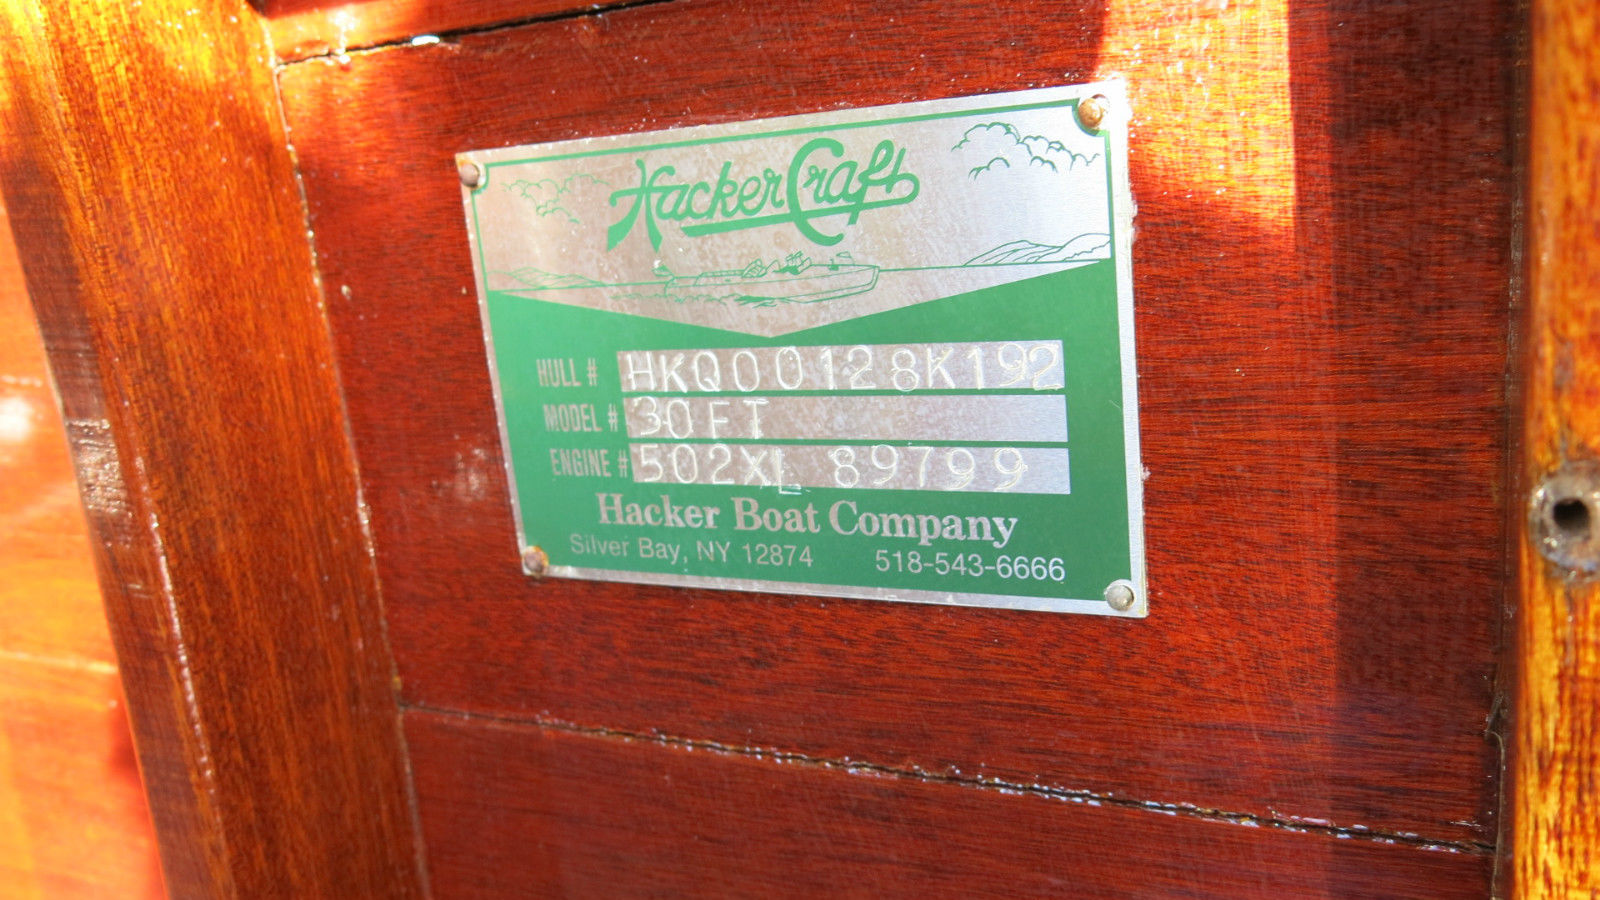 HackerCraft
HULL # HKQ00128K192
MODEL # 30FT
ENGINE # 502XL 89799
Hacker Boat Company
Silver Bay, NY 12874 518-543-6666